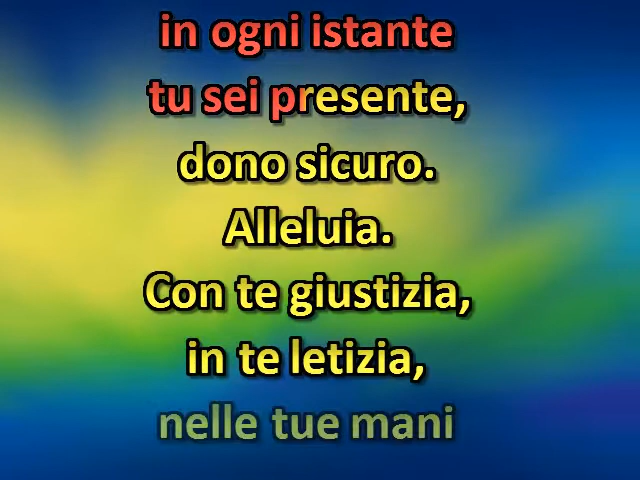 in ogni istante
tu sei presente,
dono sicuro.
Alleluia.
Con te giustizia,
in te letizia,
nelle tue mani